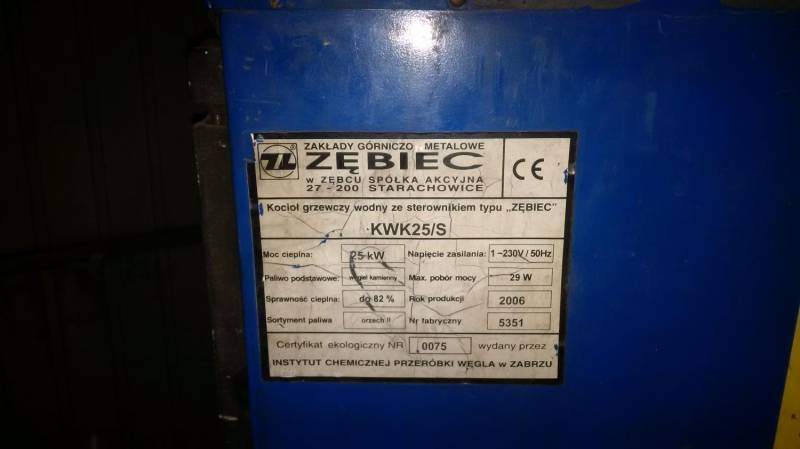 ZAKŁADY GÓRNICZO METALOWE
ZĘBIEC
W ZĘBCU SPÓŁKA AKCYJNA
27-200 STARACHOWICE
CE
Kocioł grzewczy wodny ze sterownikiem typu „ZĘBIEC"
KWK25/S
Moc cieplna: 25 kW Napięcie zasilania: 1~230V / 50Hz
Paliwo podstawowe: węgiel kamienny Max. pobór mocy 29 W
Sprawność cieplna: do 82 % Rok produkcji 2006
Sortyment paliwa orzech II Nr fabryczny 5351
Certyfikat ekologiczny NR 0075 wydany przez
INSTYTUT CHEMICZNEJ PRZERÓBKI WĘGLA w ZABRZU